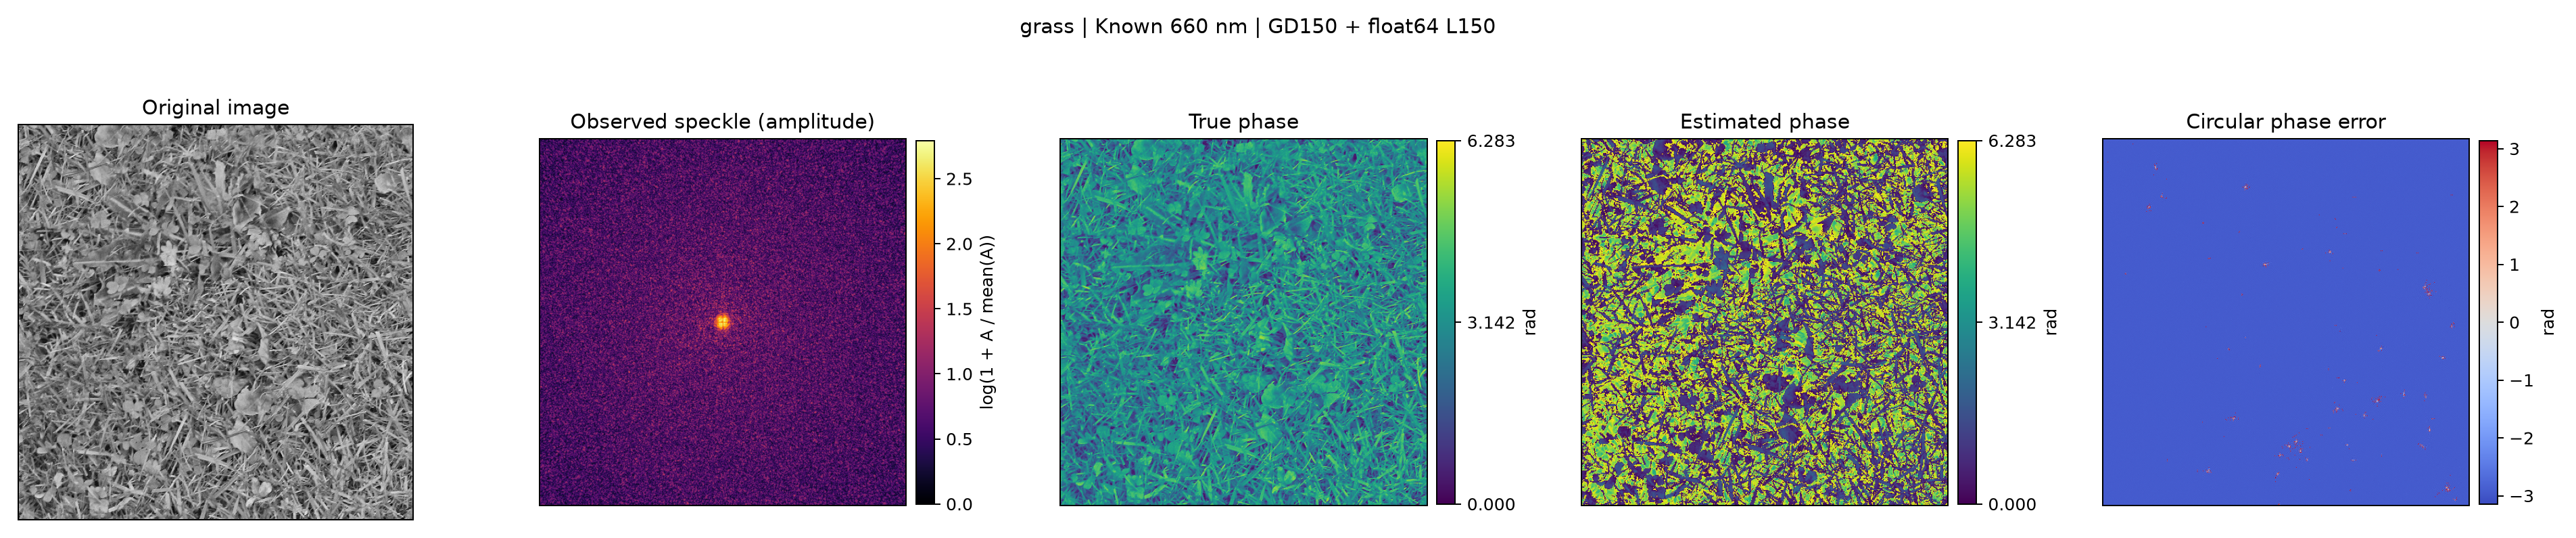 grass | Known 660 nm | GD150 + float64 L150
Original image
Observed speckle (amplitude)
2.5
2.0
1.5
1.0
0.5
0.0
log(1 + A / mean(A))
True phase
6.283
3.142
0.000
rad
Estimated phase
6.283
3.142
0.000
rad
Circular phase error
3
2
1
0
−1
−2
−3
rad